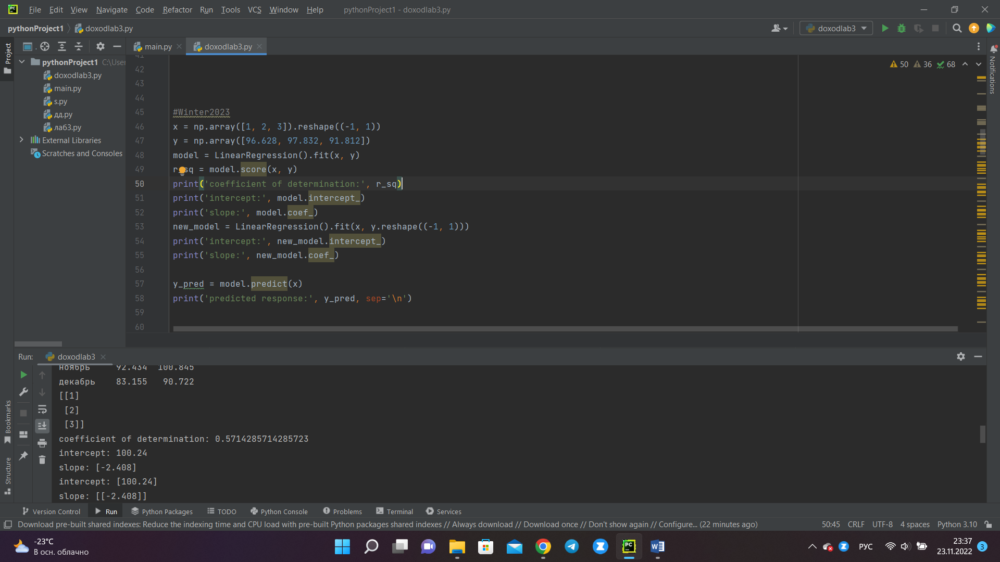 File Edit View Navigate Code Refactor Run Tools VCS Window Help pythonProject1 - doxodlab3.py
pythonProject1 doxodlab3.py doxodlab3
Project
main.py doxodlab3.py
pythonProject1 C:\User
doxodlab3.py
main.py
s.py
дд.py
лаб3.py
External Libraries
Scratches and Consoles
50 36 68
Notifications
41
42
43
44
45 #Winter2023
46 x = np.array([1, 2, 3]).reshape((-1, 1))
47 y = np.array([96.628, 97.832, 91.812])
48 model = LinearRegression().fit(x, y)
49 r_sq = model.score(x, y)
50 print('coefficient of determination:', r_sq)
51 print('intercept:', model.intercept_)
52 print('slope:', model.coef_)
53 new_model = LinearRegression().fit(x, y.reshape((-1, 1)))
54 print('intercept:', new_model.intercept_)
55 print('slope:', new_model.coef_)
56
57 y_pred = model.predict(x)
58 print('predicted response:', y_pred, sep='\n')
59
60
Run: doxodlab3
ноябрь 92.434 100.845
декабрь 83.155 90.722
[[1]
[2]
[3]]
coefficient of determination: 0.5714285714285723
intercept: 100.24
slope: [-2.408]
intercept: [100.24]
slope: [[-2.408]]
Bookmarks
Structure
Version Control Run Python Packages TODO Python Console Problems Terminal Services
Download pre-built shared indexes: Reduce the indexing time and CPU load with pre-built Python packages shared indexes // Always download // Download once // Don't show again // Configure... (22 minutes ago) 50:45 CRLF UTF-8 4 spaces Python 3.10
-23°C
В осн. облачно
РУС
23:37
23.11.2022
3